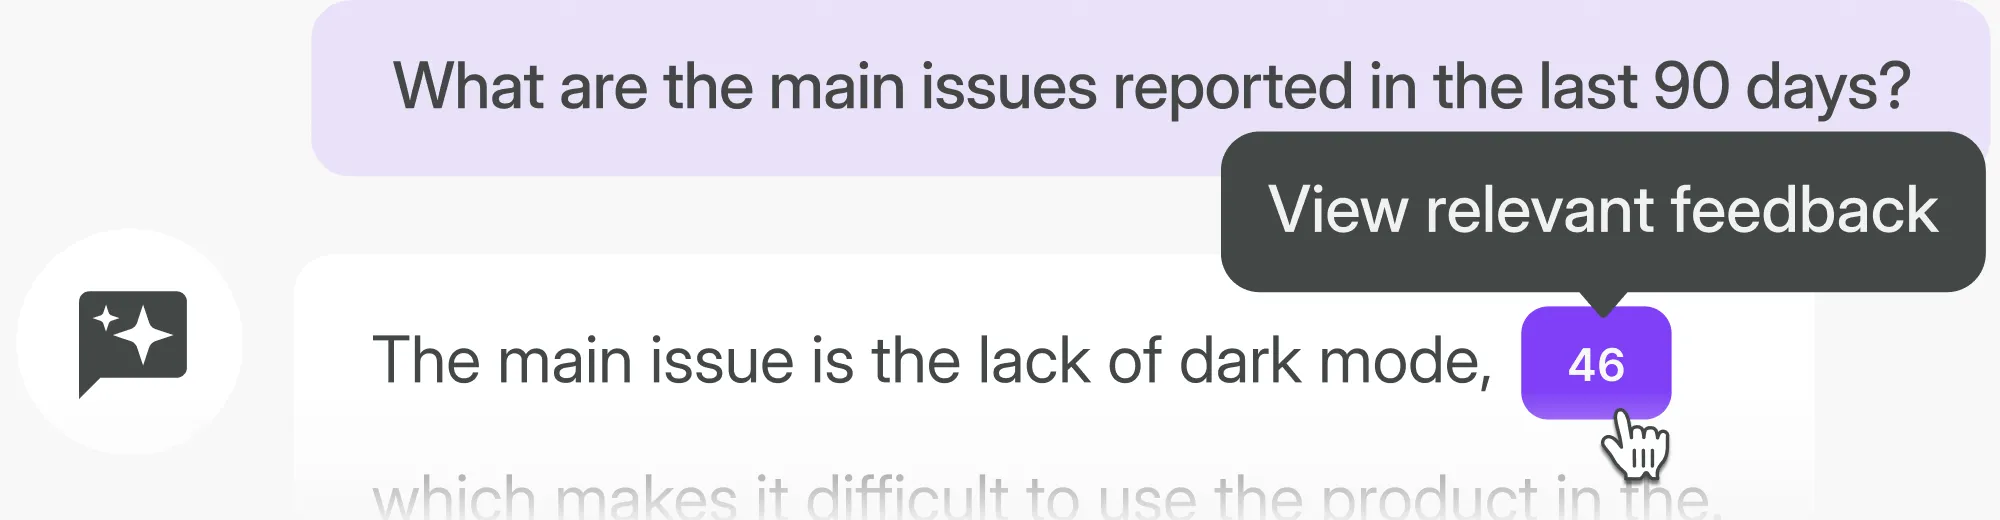 What are the main issues reported in the last 90 days?
View relevant feedback
The main issue is the lack of dark mode, 46
which makes it difficult to use the product in the.